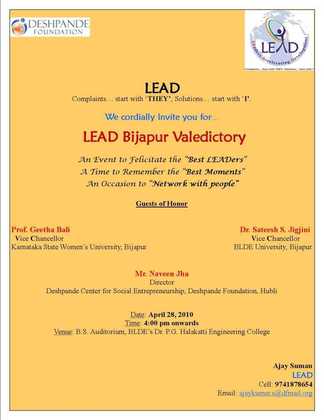 DESHPANDE
FOUNDATION
LEAD
LEAD
Complaints… start with 'THEY', Solutions… start with 'I'.
We cordially Invite you for…
LEAD Bijapur Valedictory
An Event to Felicitate the "Best LEADers"
A Time to Remember the "Best Moments"
An Occasion to "Network with people"
Guests of Honor
Prof. Geetha Bali
Vice Chancellor
Karnataka State Women's University, Bijapur
Dr. Sateesh S. Jigjini
Vice Chancellor
BLDE University, Bijapur
Mr. Naveen Jha
Director
Deshpande Center for Social Entrepreneurship, Deshpande Foundation, Hubli
Date: April 28, 2010
Time: 4:00 pm onwards
Venue: B.S. Auditorium, BLDE's Dr. P.G. Halakatti Engineering College
Ajay Suman
LEAD
Cell: 9741878654
Email: ajaykumar.s@dfmail.org